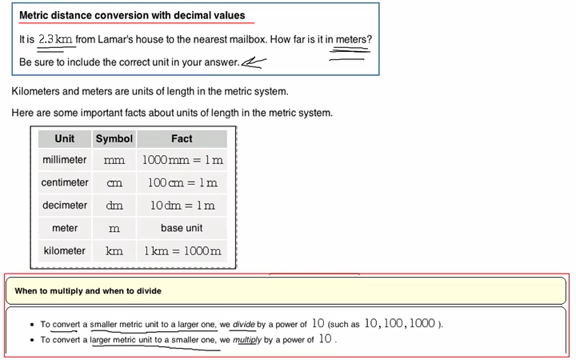 Metric distance conversion with decimal values
It is 2.3 km from Lamar's house to the nearest mailbox. How far is it in meters?
Be sure to include the correct unit in your answer.
Kilometers and meters are units of length in the metric system.
Here are some important facts about units of length in the metric system.
Unit Symbol Fact
millimeter mm 1000 mm = 1 m
centimeter cm 100 cm = 1 m
decimeter dm 10 dm = 1 m
meter m base unit
kilometer km 1 km = 1000 m
When to multiply and when to divide
• To convert a smaller metric unit to a larger one, we divide by a power of 10 (such as 10, 100, 1000 ).
• To convert a larger metric unit to a smaller one, we multiply by a power of 10 .